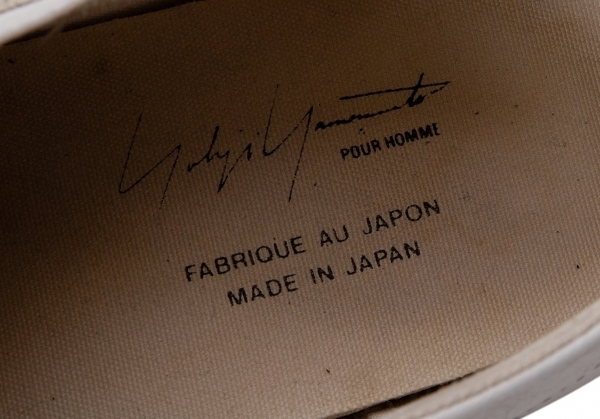 Yohji Yamamoto
POUR HOMME
FABRIQUE AU JAPON
MADE IN JAPAN